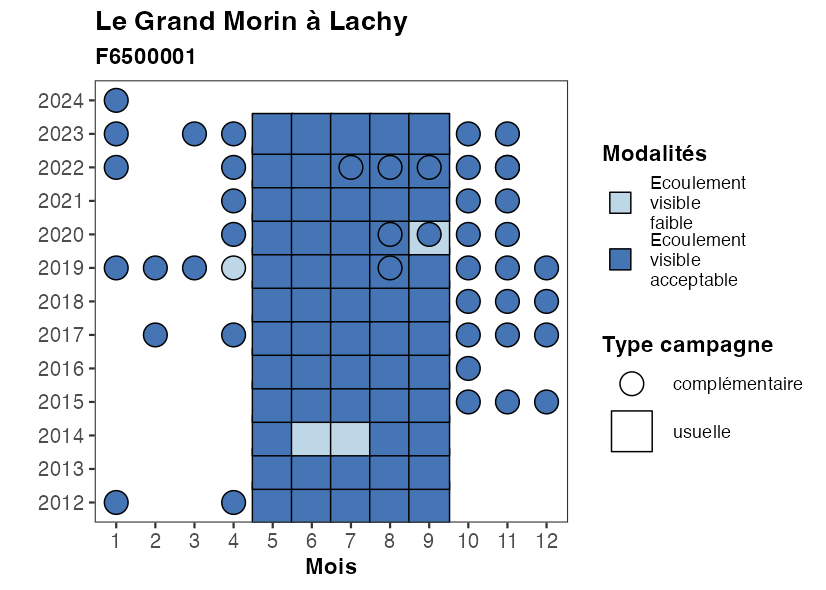 Le Grand Morin à Lachy
F6500001
2024
2023
2022
2021
2020
2019
2018
2017
2016
2015
2014
2013
2012
1 2 3 4 5 6 7 8 9 10 11 12
Mois
Modalités
Ecoulement
visible
faible
Ecoulement
visible
acceptable
Type campagne
complémentaire
usuelle